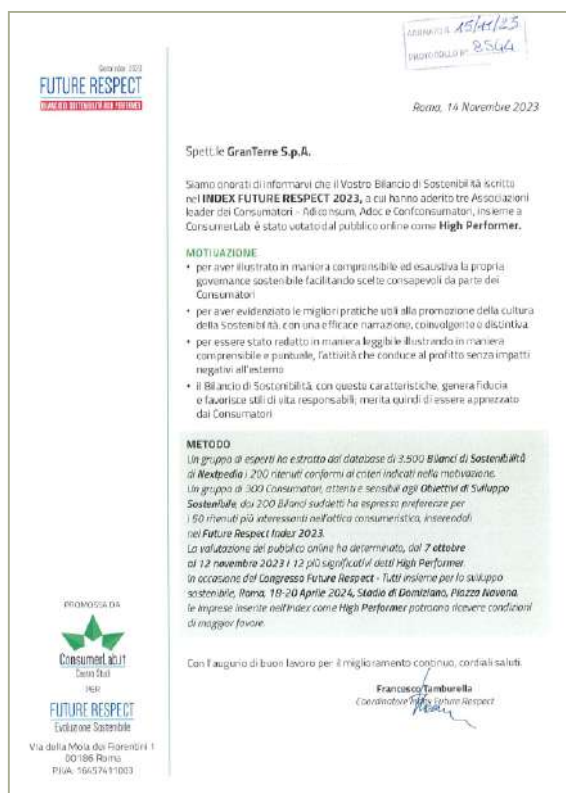 ARRIVATO IL 15/11/23
PROTOCOLLO N° 8544
FUTURE RESPECT
Roma, 14 Novembre 2023
Spett.le GranTerre S.p.A.
Siamo onorati di informarvi che il Vostro Bilancio di Sostenibilità iscritto
nel INDEX FUTURE RESPECT 2023, a cui hanno aderito tre Associazioni
leader dei Consumatori - Adiconsum, Adoc e Confconsumatori, insieme a
ConsumerLab, è stato votato dal pubblico online come High Performer.
MOTIVAZIONE
• per aver illustrato in maniera comprensibile ed esaustiva la propria
governance sostenibile facilitando scelte consapevoli da parte dei
Consumatori
• per aver evidenziato le migliori pratiche utili alla promozione della cultura
della Sostenibilità, con una efficace narrazione, coinvolgente e distintiva
• per essere stato redatto in maniera leggibile illustrando in maniera
comprensibile e puntuale, l'attività che conduce al profitto senza impatti
negativi all'esterno
• il Bilancio di Sostenibilità, con queste caratteristiche, genera fiducia
e favorisce stili di vita responsabili; merita quindi di essere apprezzato
dai Consumatori
METODO
Un gruppo di esperti ha estratto dal database di 3.500 Bilanci di Sostenibilità
di Nextpedia i 200 ritenuti conformi ai criteri indicati nella motivazione.
Un gruppo di 300 Consumatori, attenti e sensibili agli Obiettivi di Sviluppo
Sostenibile, dai 200 Bilanci suddetti ha espresso preferenze per
i 50 ritenuti più interessanti nell'ottica consumeristica, inserendoli
nel Future Respect Index 2023.
La valutazione del pubblico online ha determinato, dal 7 ottobre
al 12 novembre 2023 i 12 più significativi detti High Performer.
In occasione del Congresso Future Respect - Tutti insieme per lo sviluppo
sostenibile, Roma, 18-20 Aprile 2024, Stadio di Domiziano, Piazza Navona,
le imprese inserite nell'Index come High Performer potranno ricevere condizioni
di maggior favore.
Con l'augurio di buon lavoro per il miglioramento continuo, cordiali saluti.
Francesco Tamburella
Coordinatore Index Future Respect
PROMOSSA DA
ConsumerLab.it
Centro Studi
PER
FUTURE RESPECT
Evoluzione Sostenibile
Via della Mola dei Fiorentini 1
00186 Roma
P.IVA: 16457411003